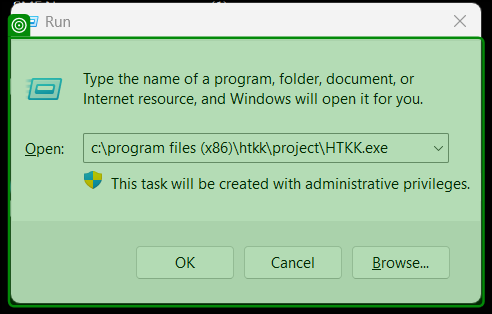 Run
Type the name of a program, folder, document, or
Internet resource, and Windows will open it for you.
Open: c:\program files (x86)\htkk\project\HTKK.exe
This task will be created with administrative privileges.
OK Cancel Browse...